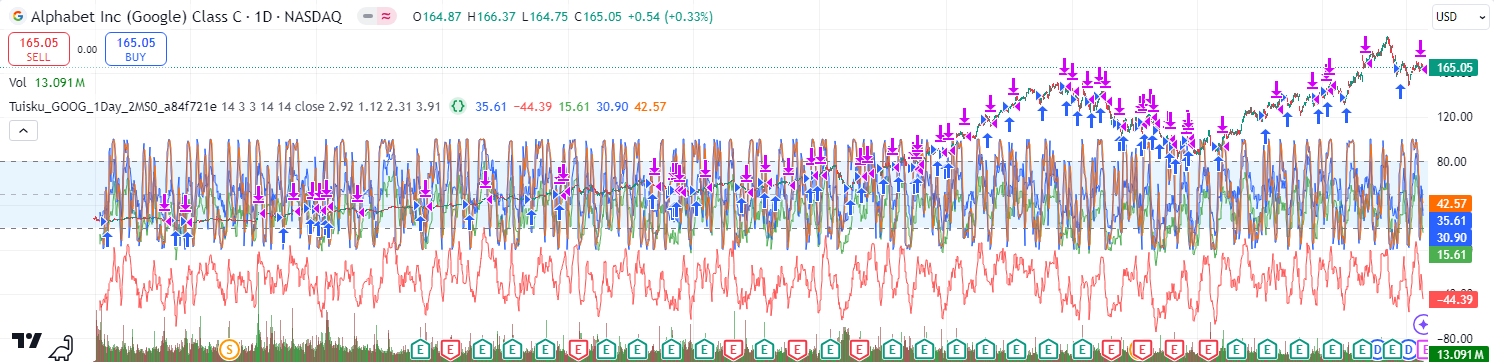 Alphabet Inc (Google) Class C · 1D · NASDAQ O164.87 H166.37 L164.75 C165.05 +0.54 (+0.33%) USD
165.05 SELL 0.00 165.05 BUY
165.05
Vol 13.091M
Tuisku_GOOG_1Day_2MS0_a84f721e 14 3 3 14 14 close 2.92 1.12 2.31 3.91 {} 35.61 −44.39 15.61 30.90 42.57
120.00
80.00
42.57
35.61
30.90
15.61
−44.39
−80.00
S E E E E E E E E E E E E E E E E E E E E E E E E E E E E E E E D E D E
13.091M